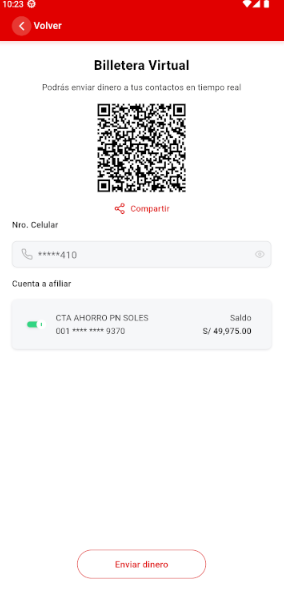 10:23
Volver
Billetera Virtual
Podrás enviar dinero a tus contactos en tiempo real
Compartir
Nro. Celular
*****410
Cuenta a afiliar
CTA AHORRO PN SOLES Saldo
001 **** **** 9370 S/ 49,975.00
Enviar dinero